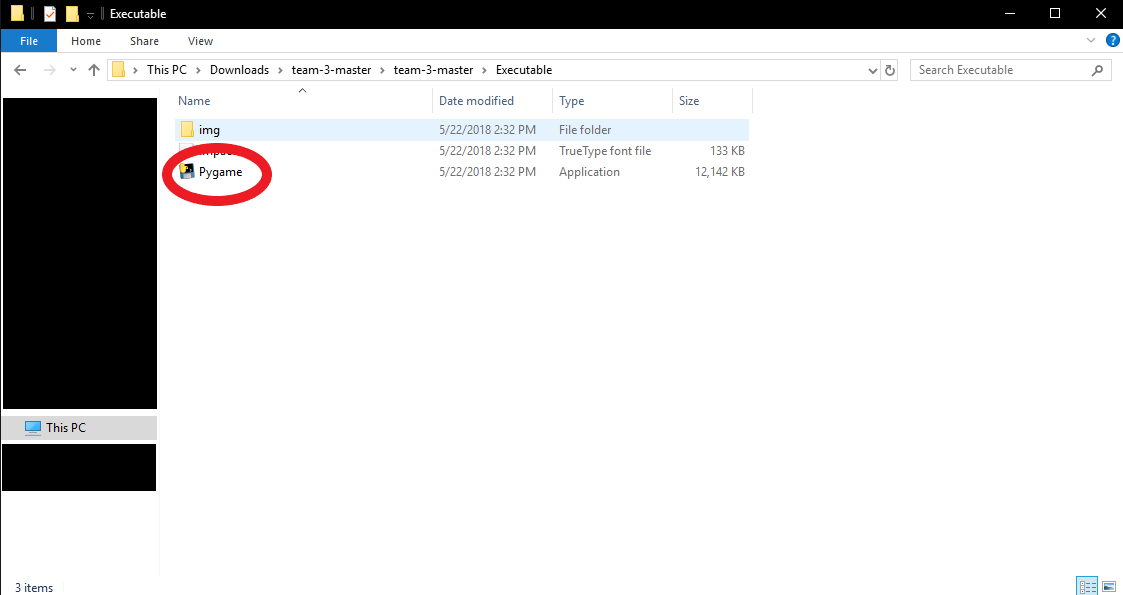 Executable
File Home Share View
This PC Downloads team-3-master team-3-master Executable Search Executable
Name Date modified Type Size
img 5/22/2018 2:32 PM File folder
5/22/2018 2:32 PM TrueType font file 133 KB
Pygame 5/22/2018 2:32 PM Application 12,142 KB
This PC
3 items